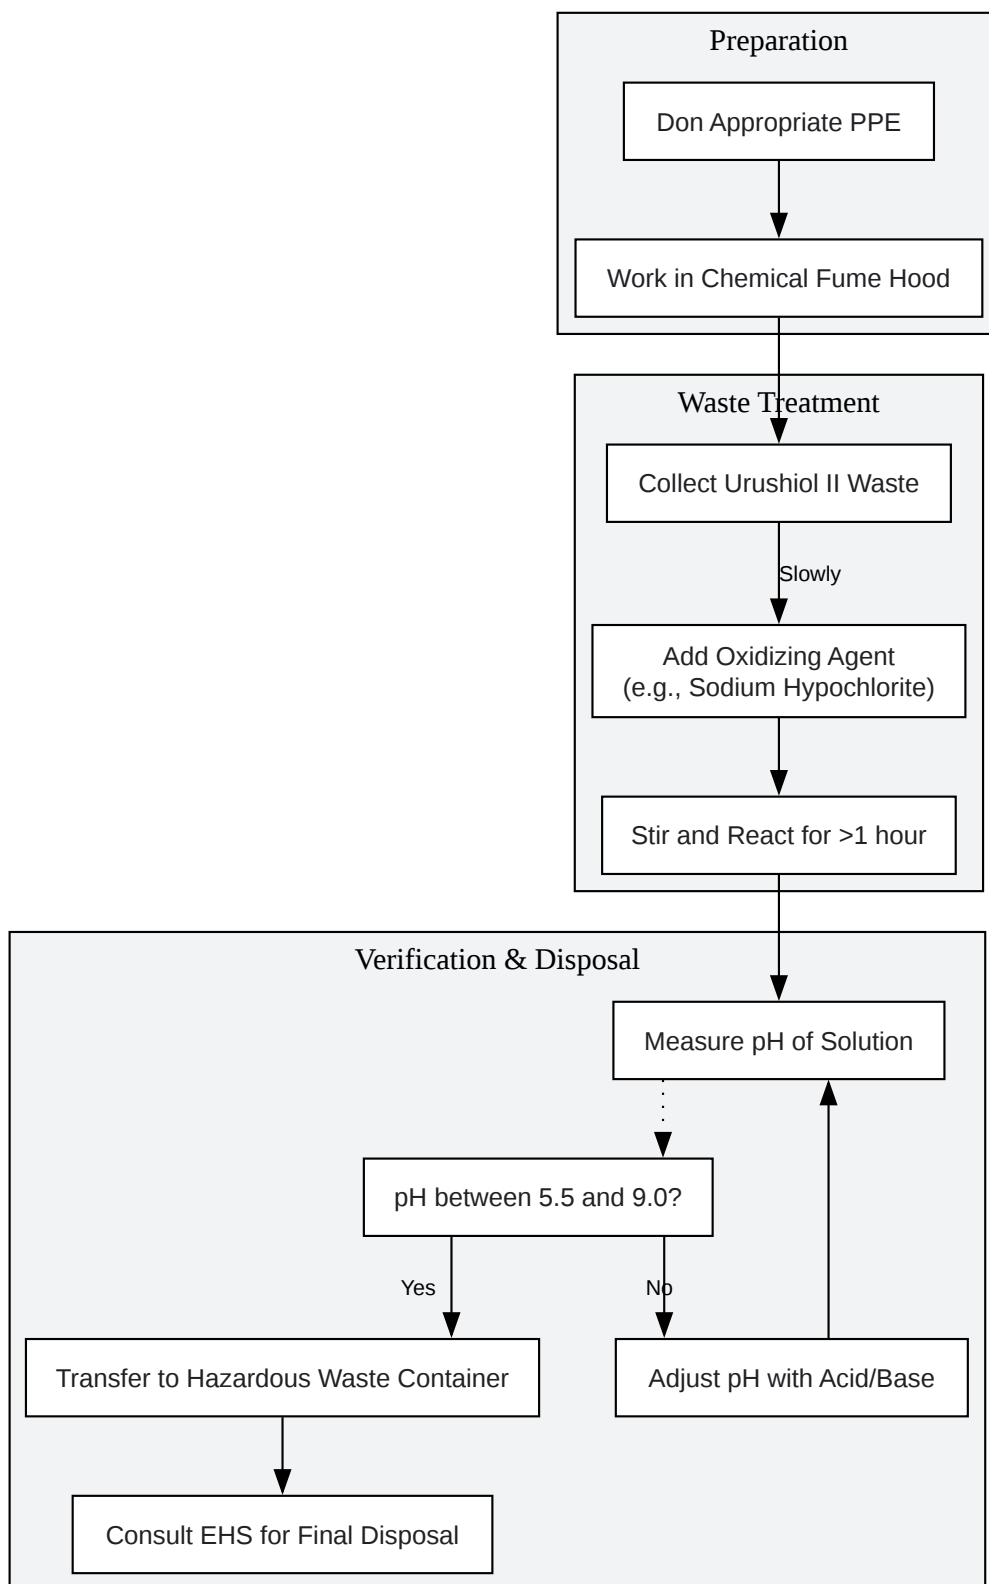 Preparation
Don Appropriate PPE
Work in Chemical Fume Hood
Waste Treatment
Collect Urushiol II Waste
Slowly
Add Oxidizing Agent
(e.g., Sodium Hypochlorite)
Stir and React for >1 hour
Verification & Disposal
Measure pH of Solution
pH between 5.5 and 9.0?
Yes
No
Transfer to Hazardous Waste Container
Adjust pH with Acid/Base
Consult EHS for Final Disposal